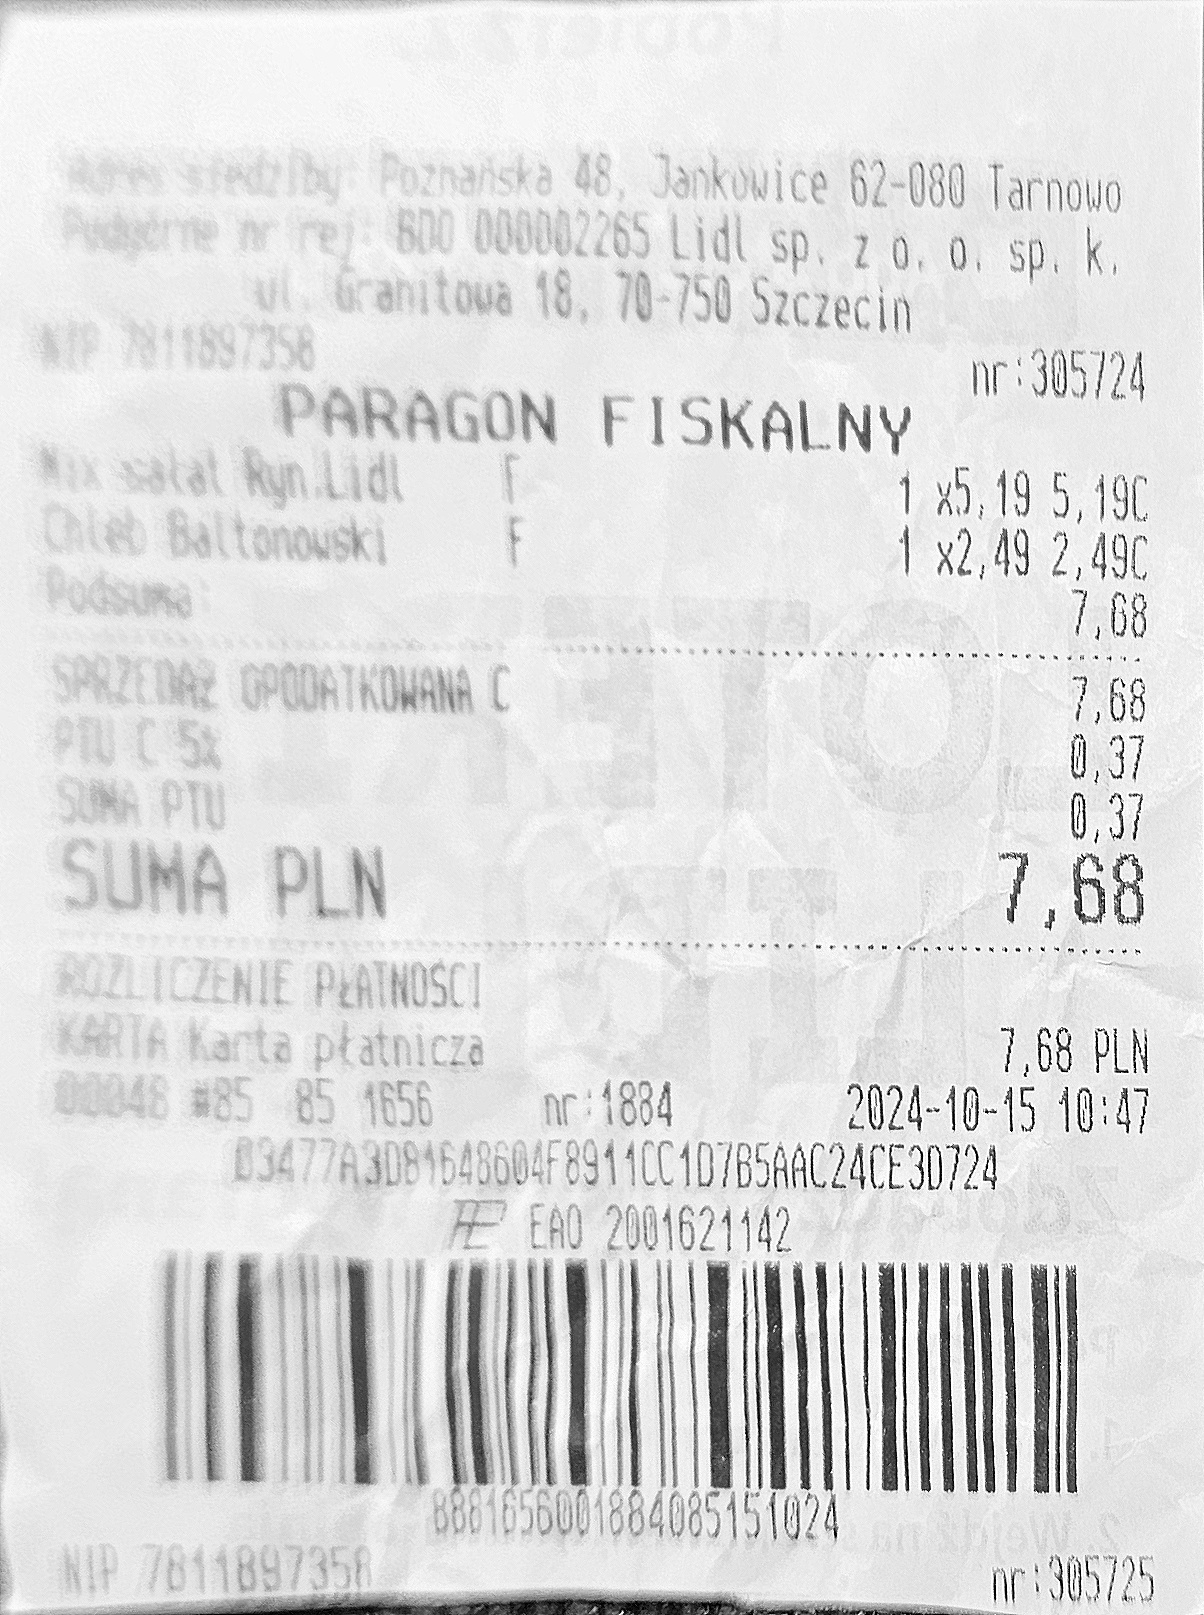 Adres siedziby: Poznańska 48, Jankowice 62-080 Tarnowo
Podgórne nr rej: BDO 000002265 Lidl sp. z o. o. sp. k.
ul. Granitowa 18, 70-750 Szczecin
NIP 7811897358
nr:305724
PARAGON FISKALNY
Mix sałat Ryn.Lidl F 1 x5,19 5,19C
Chleb Baltonowski F 1 x2,49 2,49C
Podsuma: 7,68
SPRZEDAŻ OPODATKOWANA C 7,68
PTU C 5% 0,37
SUMA PTU 0,37
SUMA PLN 7,68
ROZLICZENIE PŁATNOŚCI
KARTA Karta płatnicza 7,68 PLN
00046 #85 85 1656 nr:1884 2024-10-15 10:47
D3477A3D81648604F8911CC1D7B5AAC24CE3D724
EAO 2001621142
8881656001884085151024
NIP 7811897358 nr:305725